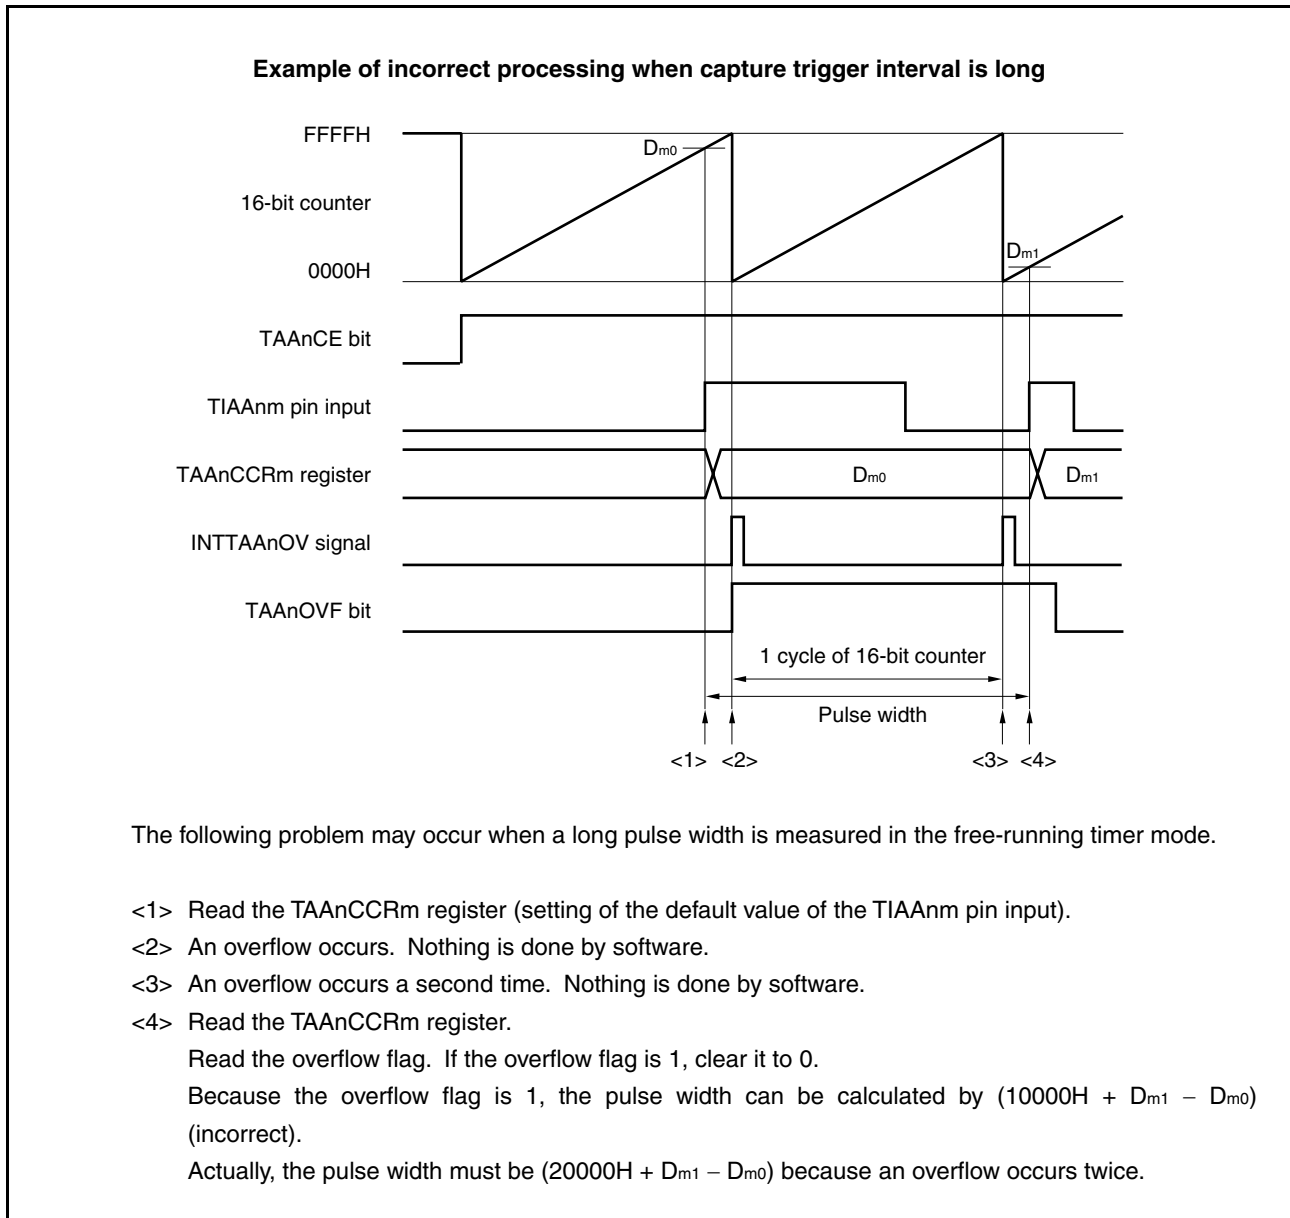 Example of incorrect processing when capture trigger interval is long
FFFFH
Dm0
16-bit counter
Dm1
0000H
TAAnCE bit
TIAAnm pin input
TAAnCCRm register
Dm0
Dm1
INTTAAnOV signal
TAAnOVF bit
1 cycle of 16-bit counter
Pulse width
<1> <2> <3> <4>
The following problem may occur when a long pulse width is measured in the free-running timer mode.
<1> Read the TAAnCCRm register (setting of the default value of the TIAAnm pin input).
<2> An overflow occurs. Nothing is done by software.
<3> An overflow occurs a second time. Nothing is done by software.
<4> Read the TAAnCCRm register.
Read the overflow flag. If the overflow flag is 1, clear it to 0.
Because the overflow flag is 1, the pulse width can be calculated by (10000H + Dm1 − Dm0)
(incorrect).
Actually, the pulse width must be (20000H + Dm1 − Dm0) because an overflow occurs twice.